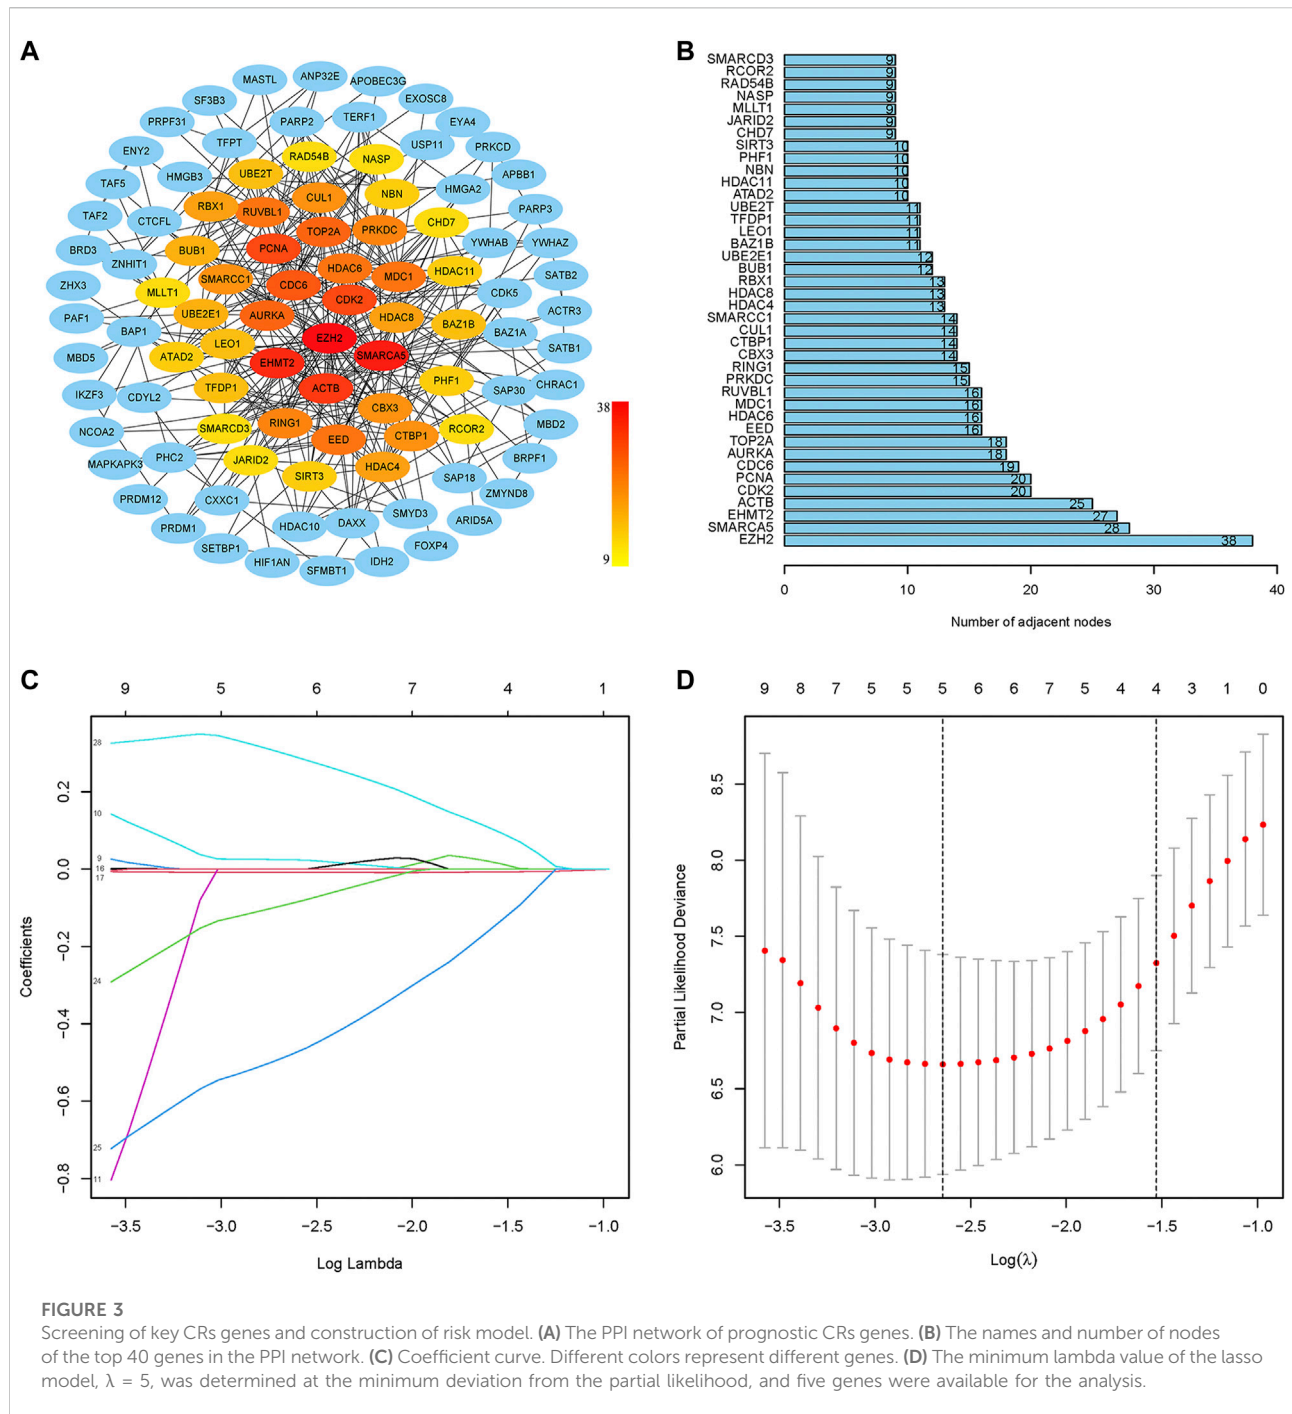 A
MASTL
ANP32E
APOBEC3G
SF3B3
EXOSC8
PRPF31
PARP2
TERF1
EYA4
TFPT
USP11
ENY2
RAD54B
NASP
PRKCD
HMGB3
UBE2T
NBN
HMGA2
APBB1
TAF5
RBX1
RUVBL1
CUL1
PARP3
TAF2
CTCFL
TOP2A
PRKDC
CHD7
BRD3
BUB1
PCNA
YWHAB
YWHAZ
ZNHIT1
SMARCC1
CDC6
HDAC6
MDC1
HDAC11
SATB2
ZHX3
MLLT1
CDK2
CDK5
ACTR3
PAF1
BAP1
UBE2E1
AURKA
HDAC8
BAZ1B
BAZ1A
MBD5
ATAD2
LEO1
EZH2
SMARCA5
SATB1
EHMT2
IKZF3
CDYL2
TFDP1
ACTB
PHF1
SAP30
CHRAC1
NCOA2
SMARCD3
RING1
CBX3
RCOR2
MBD2
MAPKAPK3
PHC2
JARID2
EED
CTBP1
BRPF1
PRDM12
CXXC1
SIRT3
HDAC4
SAP18
ZMYND8
PRDM1
HDAC10
DAXX
SMYD3
ARID5A
SETBP1
HIF1AN
SFMBT1
IDH2
FOXP4
38
9
B
SMARCD3 9
RCOR2 9
RAD54B 9
NASP 9
MLLT1 9
JARID2 9
CHD7 9
SIRT3 10
PHF1 10
NBN 10
HDAC11 10
ATAD2 10
UBE2T 11
TFDP1 11
LEO1 11
BAZ1B 11
UBE2E1 12
BUB1 12
RBX1 13
HDAC8 13
HDAC4 13
SMARCC1 14
CUL1 14
CTBP1 14
CBX3 14
RING1 15
PRKDC 15
RUVBL1 16
MDC1 16
HDAC6 16
EED 16
TOP2A 18
AURKA 18
CDC6 19
PCNA 20
CDK2 20
ACTB 25
EHMT2 27
SMARCA5 28
EZH2 38
0 10 20 30 40
Number of adjacent nodes
C
9 5 6 7 4 1
Coefficients
0.2
0.0
−0.2
−0.4
−0.6
−0.8
28
10
9
16
17
24
25
11
−3.5 −3.0 −2.5 −2.0 −1.5 −1.0
Log Lambda
D
9 8 7 5 5 5 6 6 7 5 4 4 3 1 0
Partial Likelihood Deviance
8.5
8.0
7.5
7.0
6.5
6.0
−3.5 −3.0 −2.5 −2.0 −1.5 −1.0
Log(λ)
FIGURE 3
Screening of key CRs genes and construction of risk model. (A) The PPI network of prognostic CRs genes. (B) The names and number of nodes
of the top 40 genes in the PPI network. (C) Coefficient curve. Different colors represent different genes. (D) The minimum lambda value of the lasso
model, λ = 5, was determined at the minimum deviation from the partial likelihood, and five genes were available for the analysis.